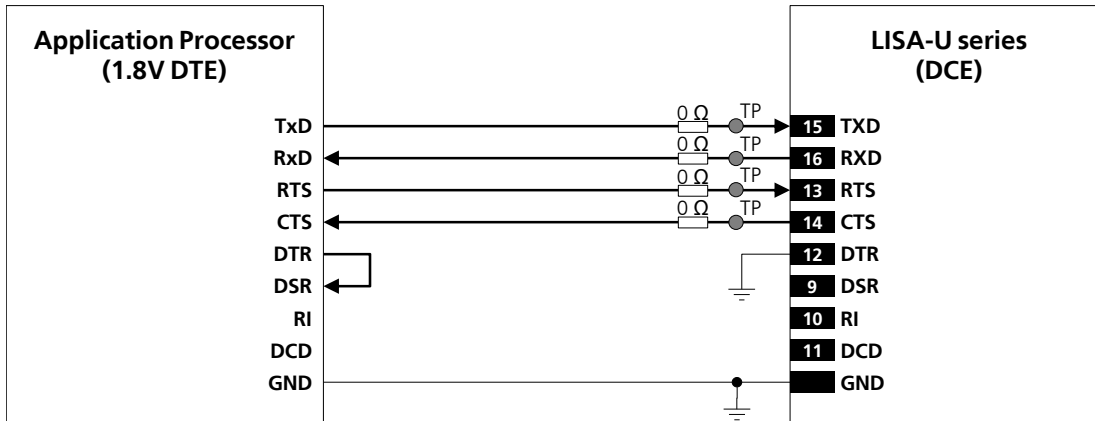 Application Processor
(1.8V DTE)
LISA-U series
(DCE)
TxD
0 Ω
TP
15
TXD
RxD
0 Ω
TP
16
RXD
RTS
0 Ω
TP
13
RTS
CTS
0 Ω
TP
14
CTS
DTR
12
DTR
DSR
9
DSR
RI
10
RI
DCD
11
DCD
GND
GND